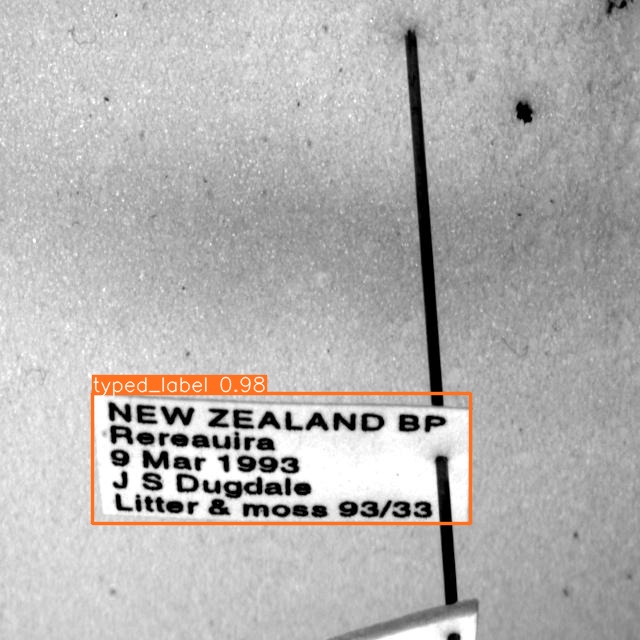 typed_label 0.98
NEW ZEALAND BP
Rereauira
9 Mar 1993
J S Dugdale
Litter & moss 93/33